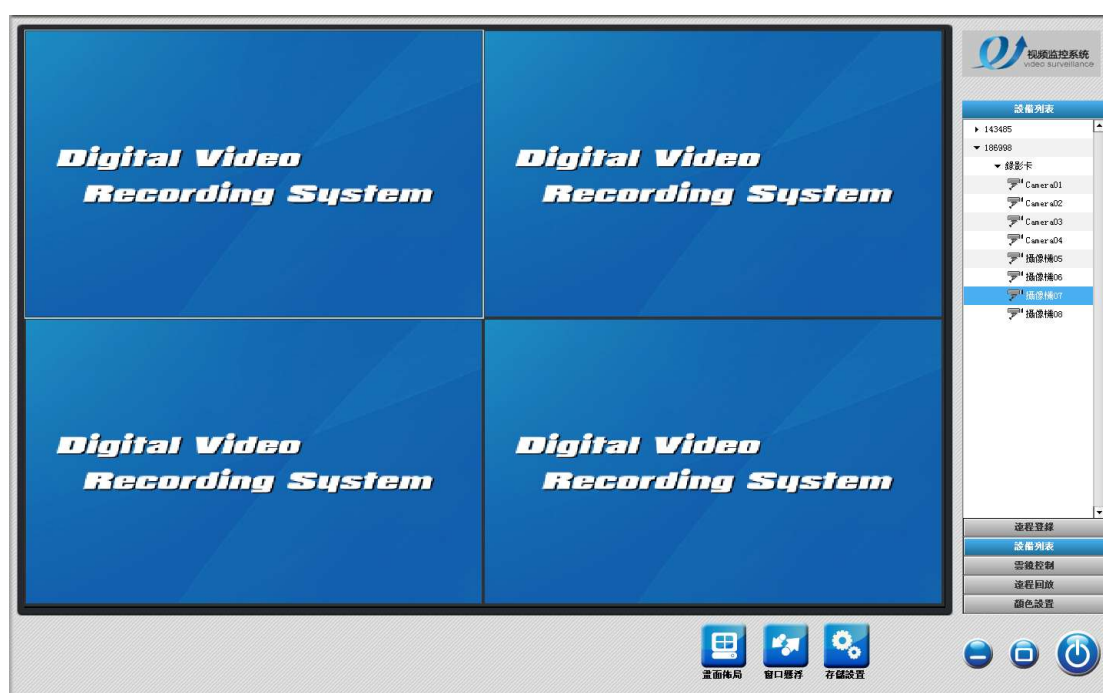 Digital Video
Recording System
Digital Video
Recording System
Digital Video
Recording System
Digital Video
Recording System
视频监控系统
video surveillance
設備列表
143485
186998
錄影卡
Camera01
Camera02
Camera03
Camera04
攝像機05
攝像機06
攝像機07
攝像機08
遠程登錄
設備列表
雲鏡控制
遠程回放
顏色設置
畫面佈局
窗口懸浮
存儲設置